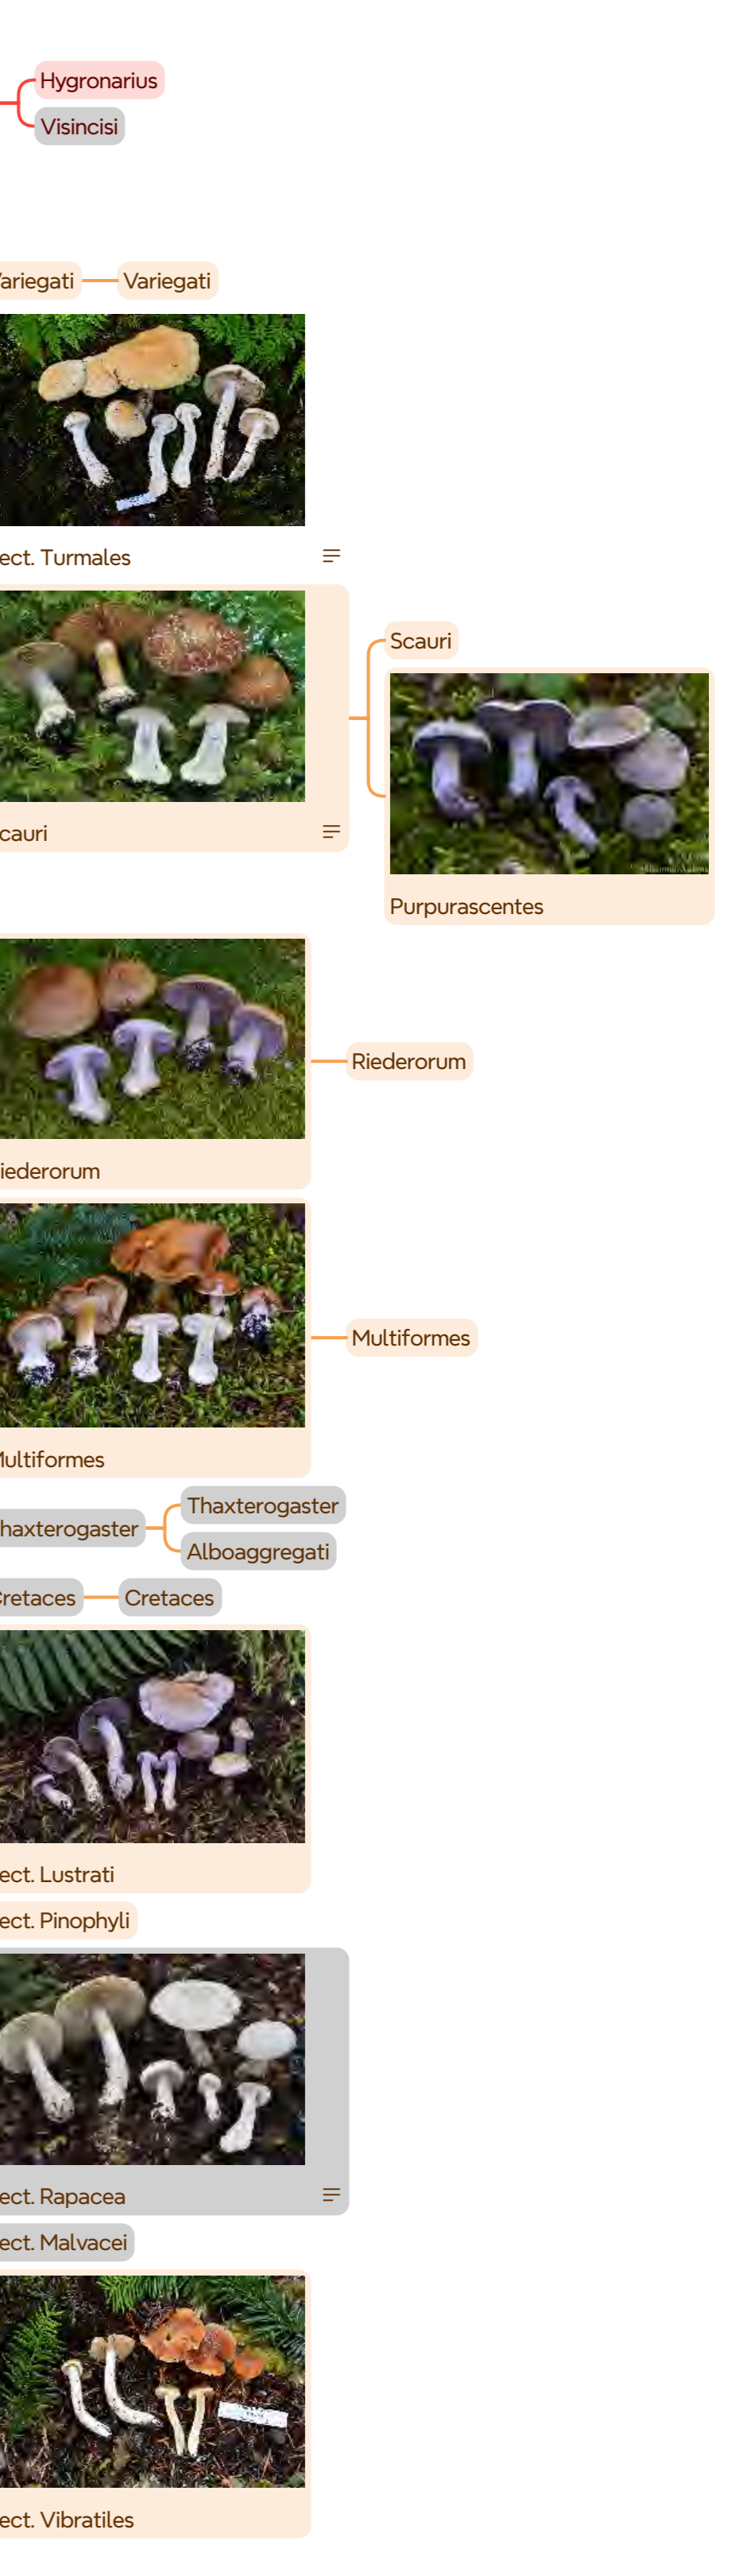 Hygronarius
Visincisi
ariegati
Variegati
ect. Turmales
Scauri
cauri
Purpurascentes
Riederorum
iederorum
Multiformes
ultiformes
Thaxterogaster
haxterogaster
Alboaggregati
retaces
Cretaces
ect. Lustrati
ect. Pinophyli
ect. Rapacea
ect. Malvacei
ect. Vibratiles